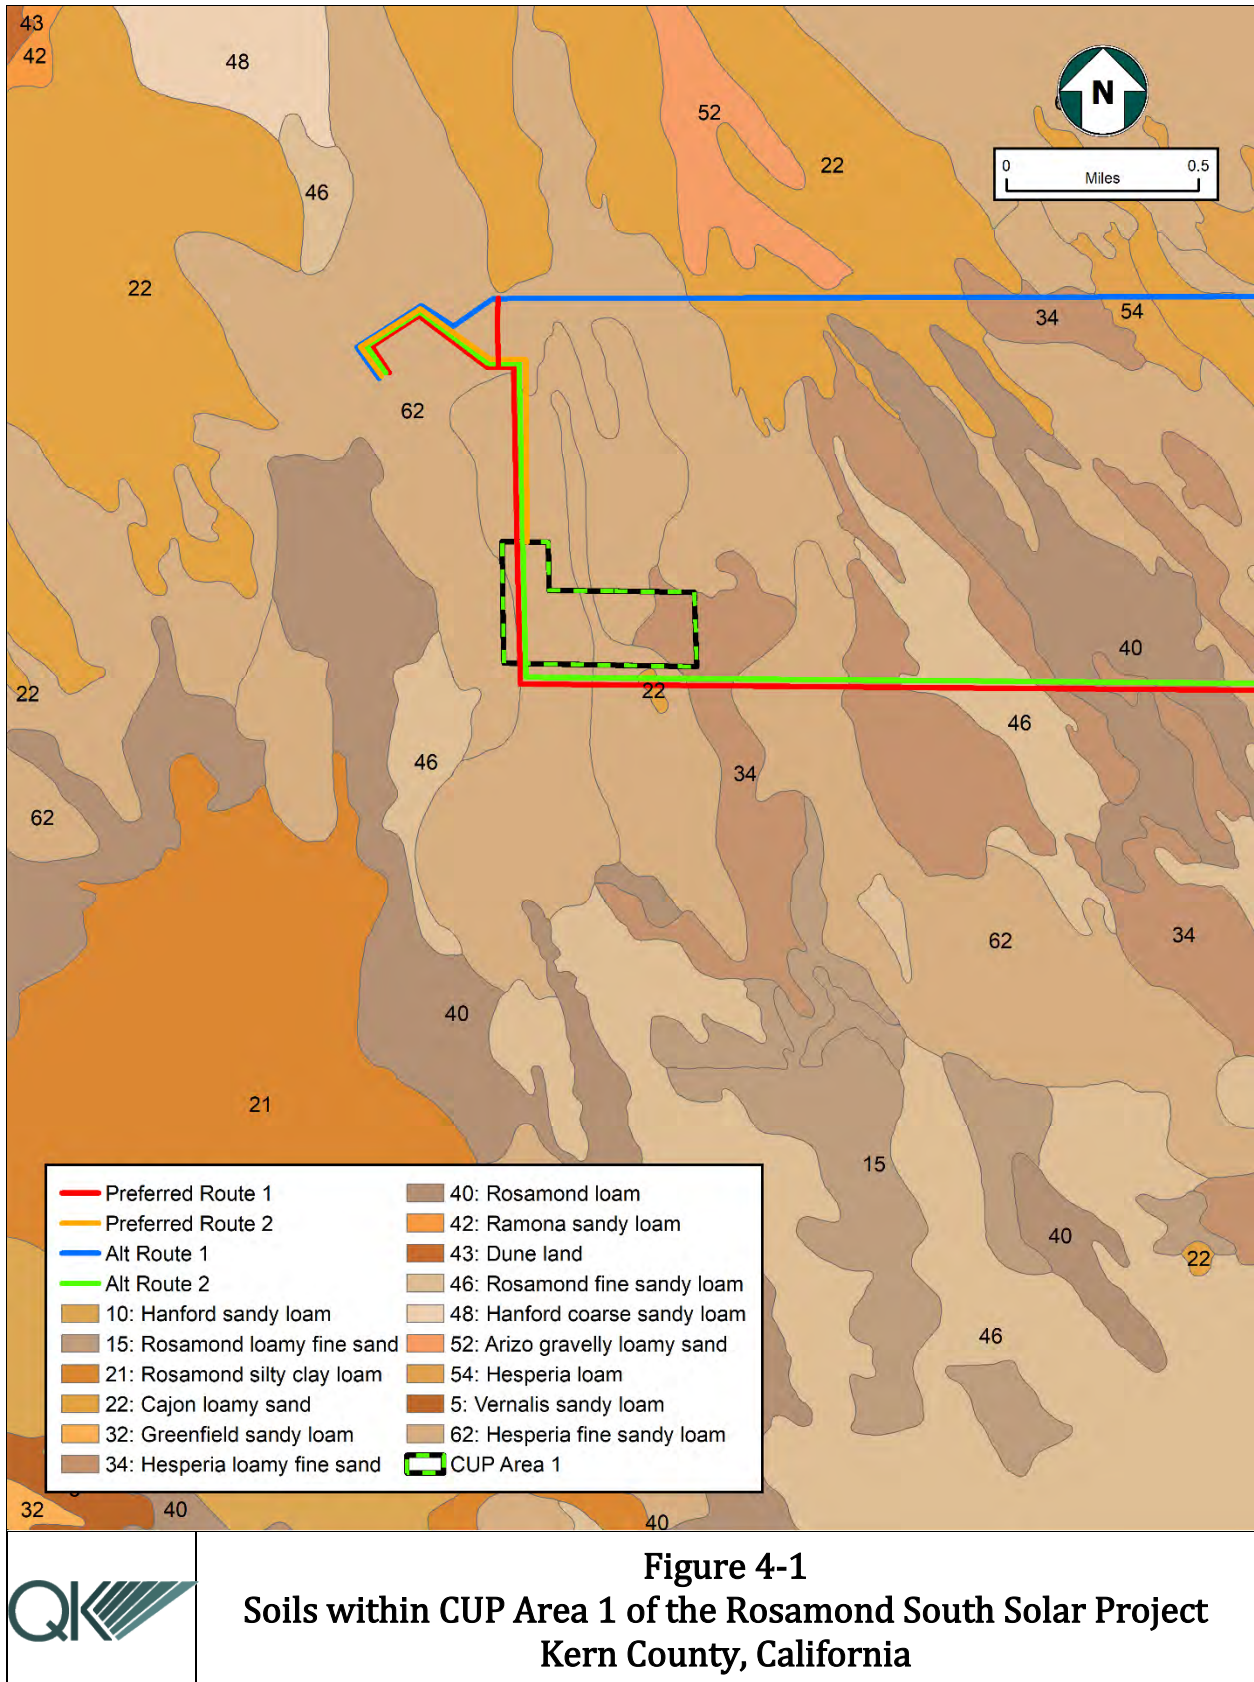 43
42
48
52
22
46
22
N
0
0.5
Miles
34
54
62
40
22
22
46
46
34
62
62
34
40
21
15
40
22
46
Preferred Route 1
Preferred Route 2
Alt Route 1
Alt Route 2
10: Hanford sandy loam
15: Rosamond loamy fine sand
21: Rosamond silty clay loam
22: Cajon loamy sand
32: Greenfield sandy loam
34: Hesperia loamy fine sand
40: Rosamond loam
42: Ramona sandy loam
43: Dune land
46: Rosamond fine sandy loam
48: Hanford coarse sandy loam
52: Arizo gravelly loamy sand
54: Hesperia loam
5: Vernalis sandy loam
62: Hesperia fine sandy loam
CUP Area 1
32
40
40
QK
Figure 4-1
Soils within CUP Area 1 of the Rosamond South Solar Project
Kern County, California